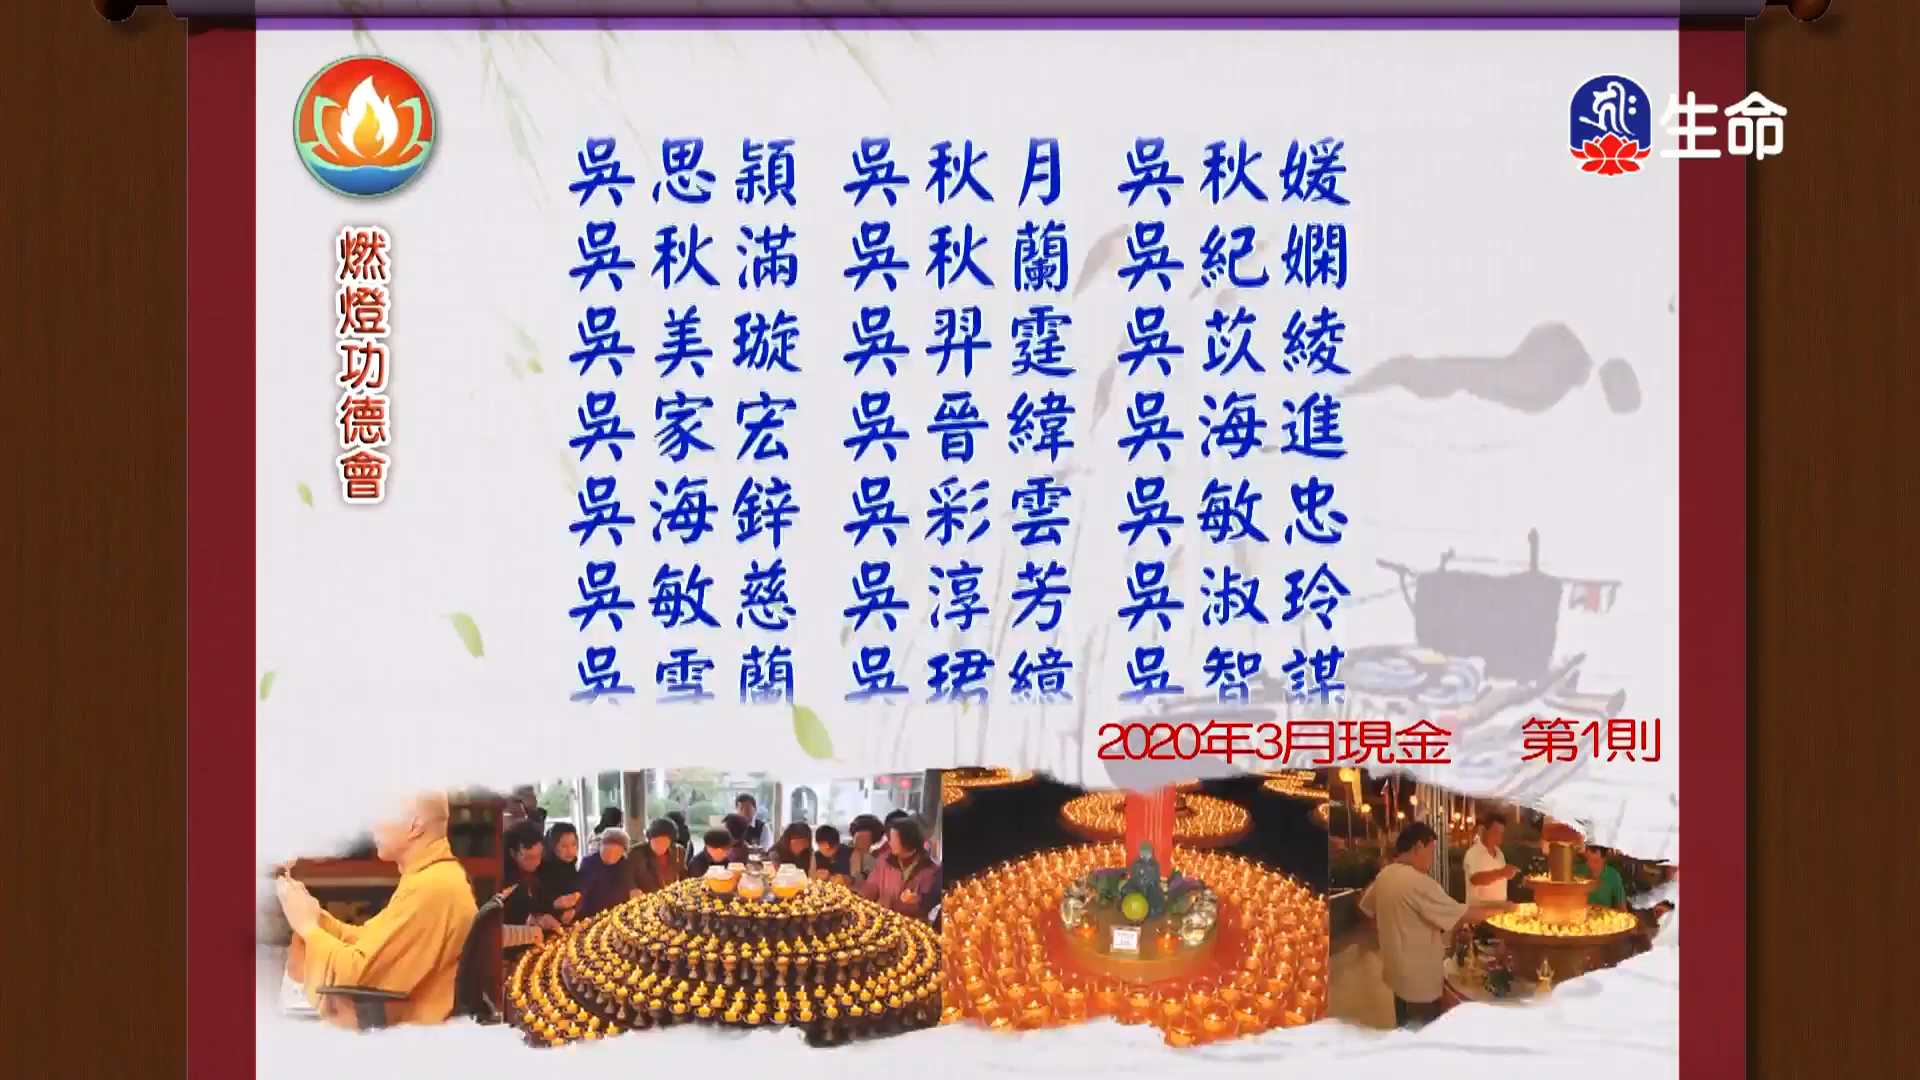 生命
燃燈功德會
吳思穎 吳秋月 吳秋媛
吳秋滿 吳秋蘭 吳紀嫻
吳美璇 吳羿霆 吳苡綾
吳家宏 吳晉緯 吳海進
吳海鋅 吳彩雲 吳敏忠
吳敏慈 吳淳芳 吳淑玲
吳雪蘭 吳珺繶 吳智謀
2020年3月現金 第1則